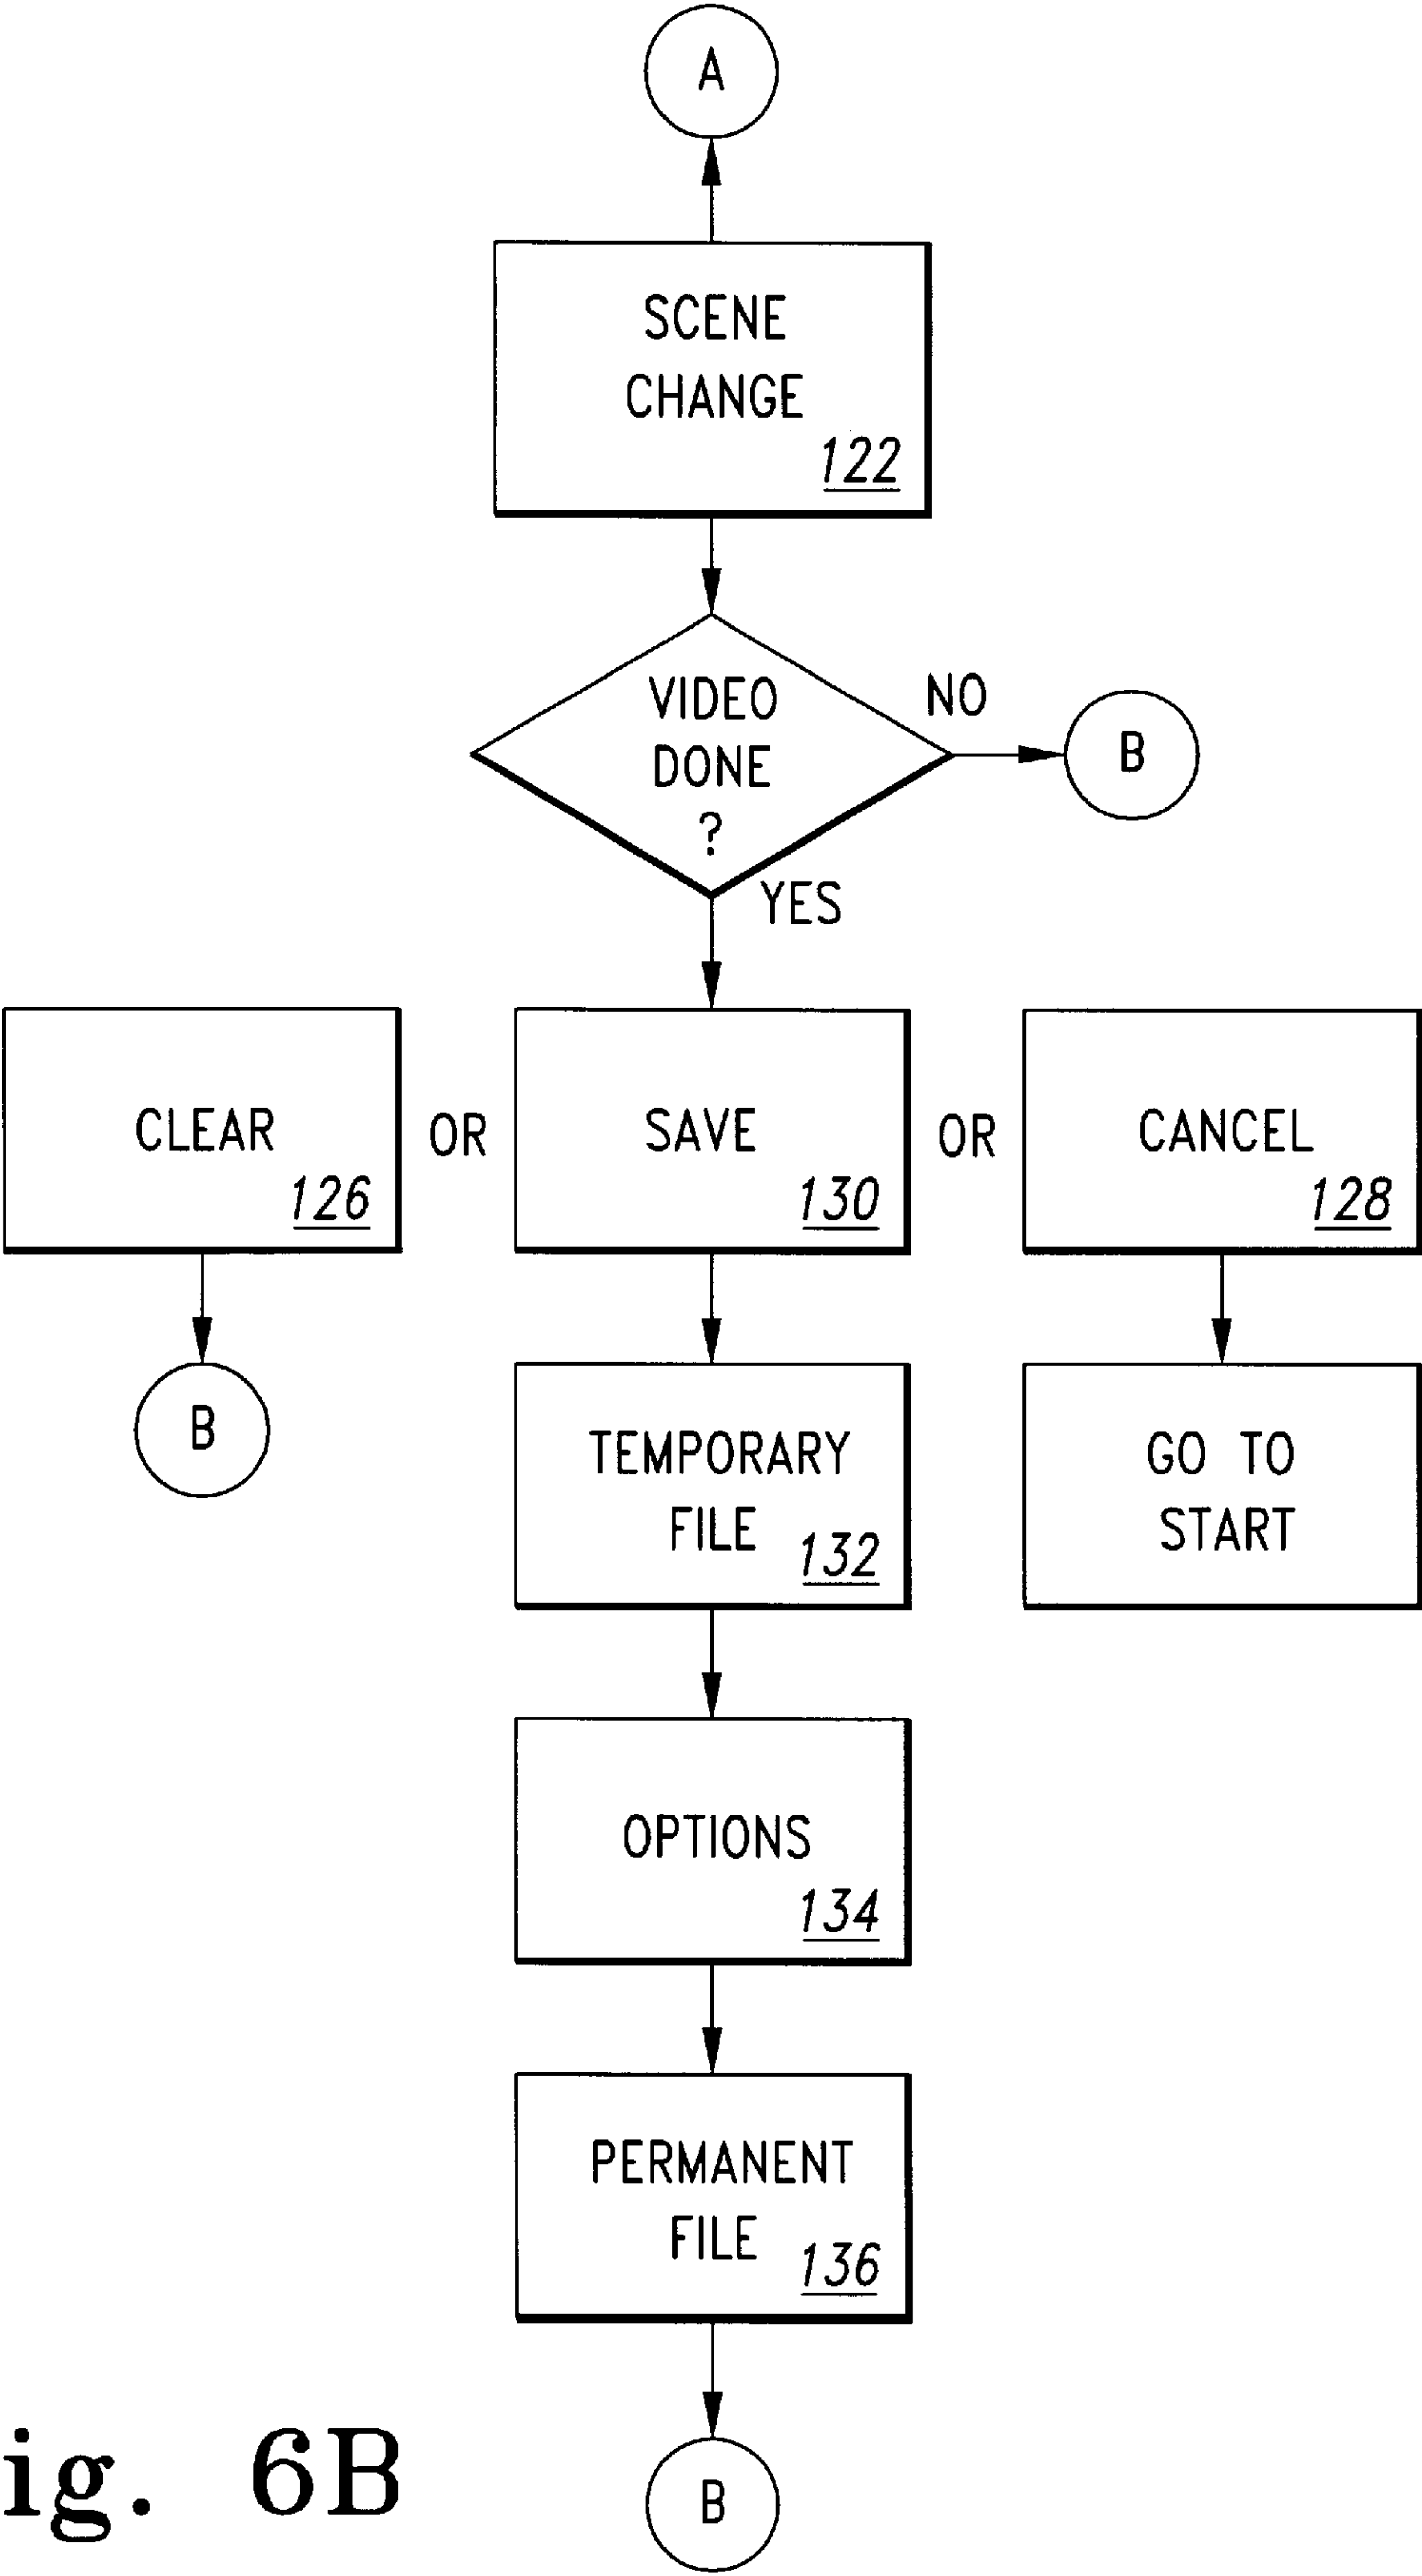 A
SCENE
CHANGE
122
VIDEO
DONE
?
NO
B
YES
CLEAR
126
OR
SAVE
130
OR
CANCEL
128
B
TEMPORARY
FILE
132
GO TO
START
OPTIONS
134
PERMANENT
FILE
136
B
ig. 6B